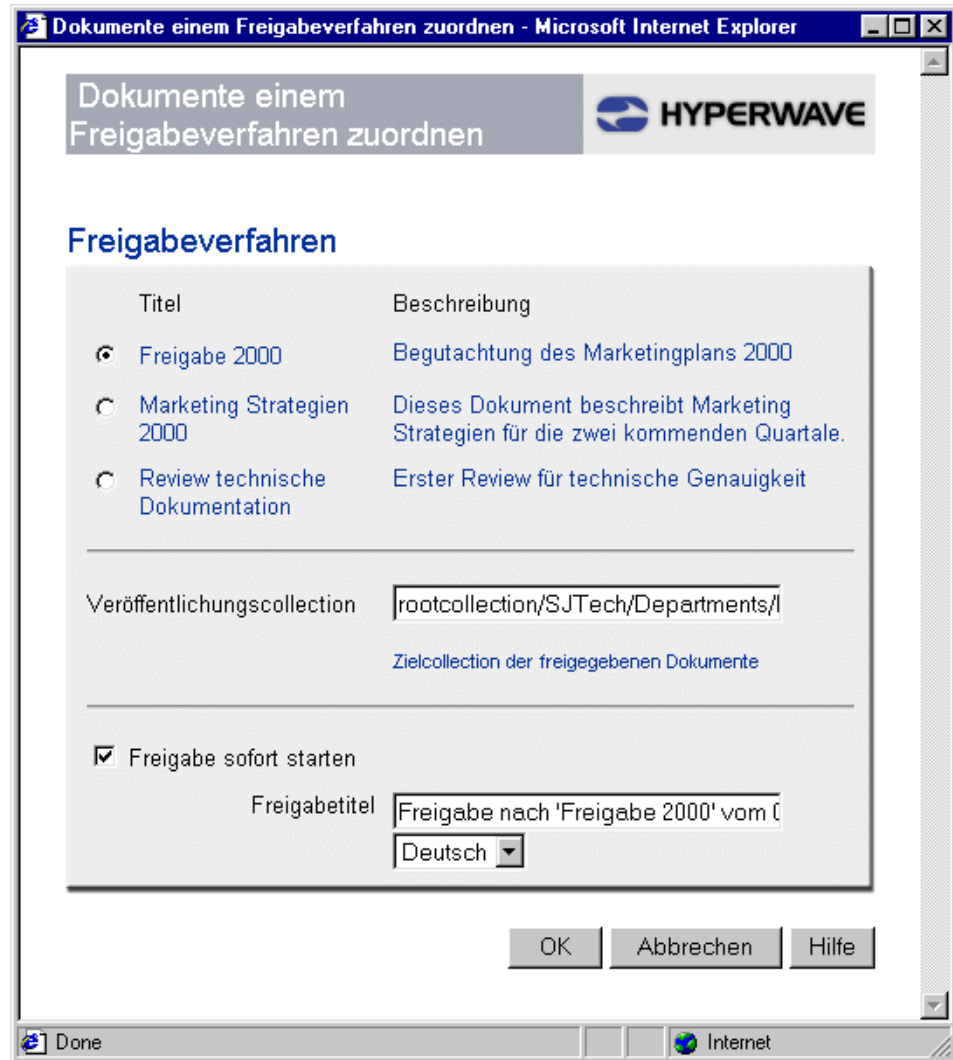 Dokumente einem Freigabeverfahren zuordnen - Microsoft Internet Explorer
Dokumente einem
Freigabeverfahren zuordnen
HYPERWAVE
Freigabeverfahren
Titel Beschreibung
Freigabe 2000 Begutachtung des Marketingplans 2000
Marketing Strategien Dieses Dokument beschreibt Marketing
2000 Strategien für die zwei kommenden Quartale.
Review technische Erster Review für technische Genauigkeit
Dokumentation
Veröffentlichungscollection rootcollection/SJTech/Departments/
Zielcollection der freigegebenen Dokumente
Freigabe sofort starten
Freigabetitel Freigabe nach 'Freigabe 2000' vom
Deutsch
OK Abbrechen Hilfe
Done Internet